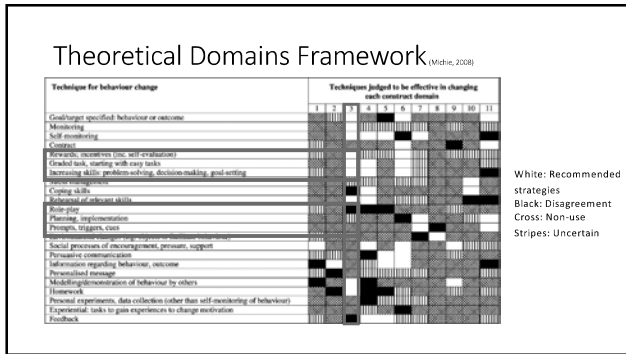 Theoretical Domains Framework (Michie, 2008)
Technique for behaviour change
Techniques judged to be effective in changing
each construct domain
1 2 3 4 5 6 7 8 9 10 11
Goal/target specified: behaviour or outcome
Monitoring
Self-monitoring
Contract
Rewards; incentives (inc. self-evaluation)
Graded task, starting with easy tasks
Increasing skills: problem-solving, decision-making, goal-setting
Coping skills
Rehearsal of relevant skills
Role-play
Planning, implementation
Prompts, triggers, cues
Social processes of encouragement, pressure, support
Persuasive communication
Information regarding behaviour, outcome
Personalised message
Modelling/demonstration of behaviour by others
Homework
Personal experiments, data collection (other than self-monitoring of behaviour)
Experiential: tasks to gain experiences to change motivation
Feedback
White: Recommended
strategies
Black: Disagreement
Cross: Non-use
Stripes: Uncertain